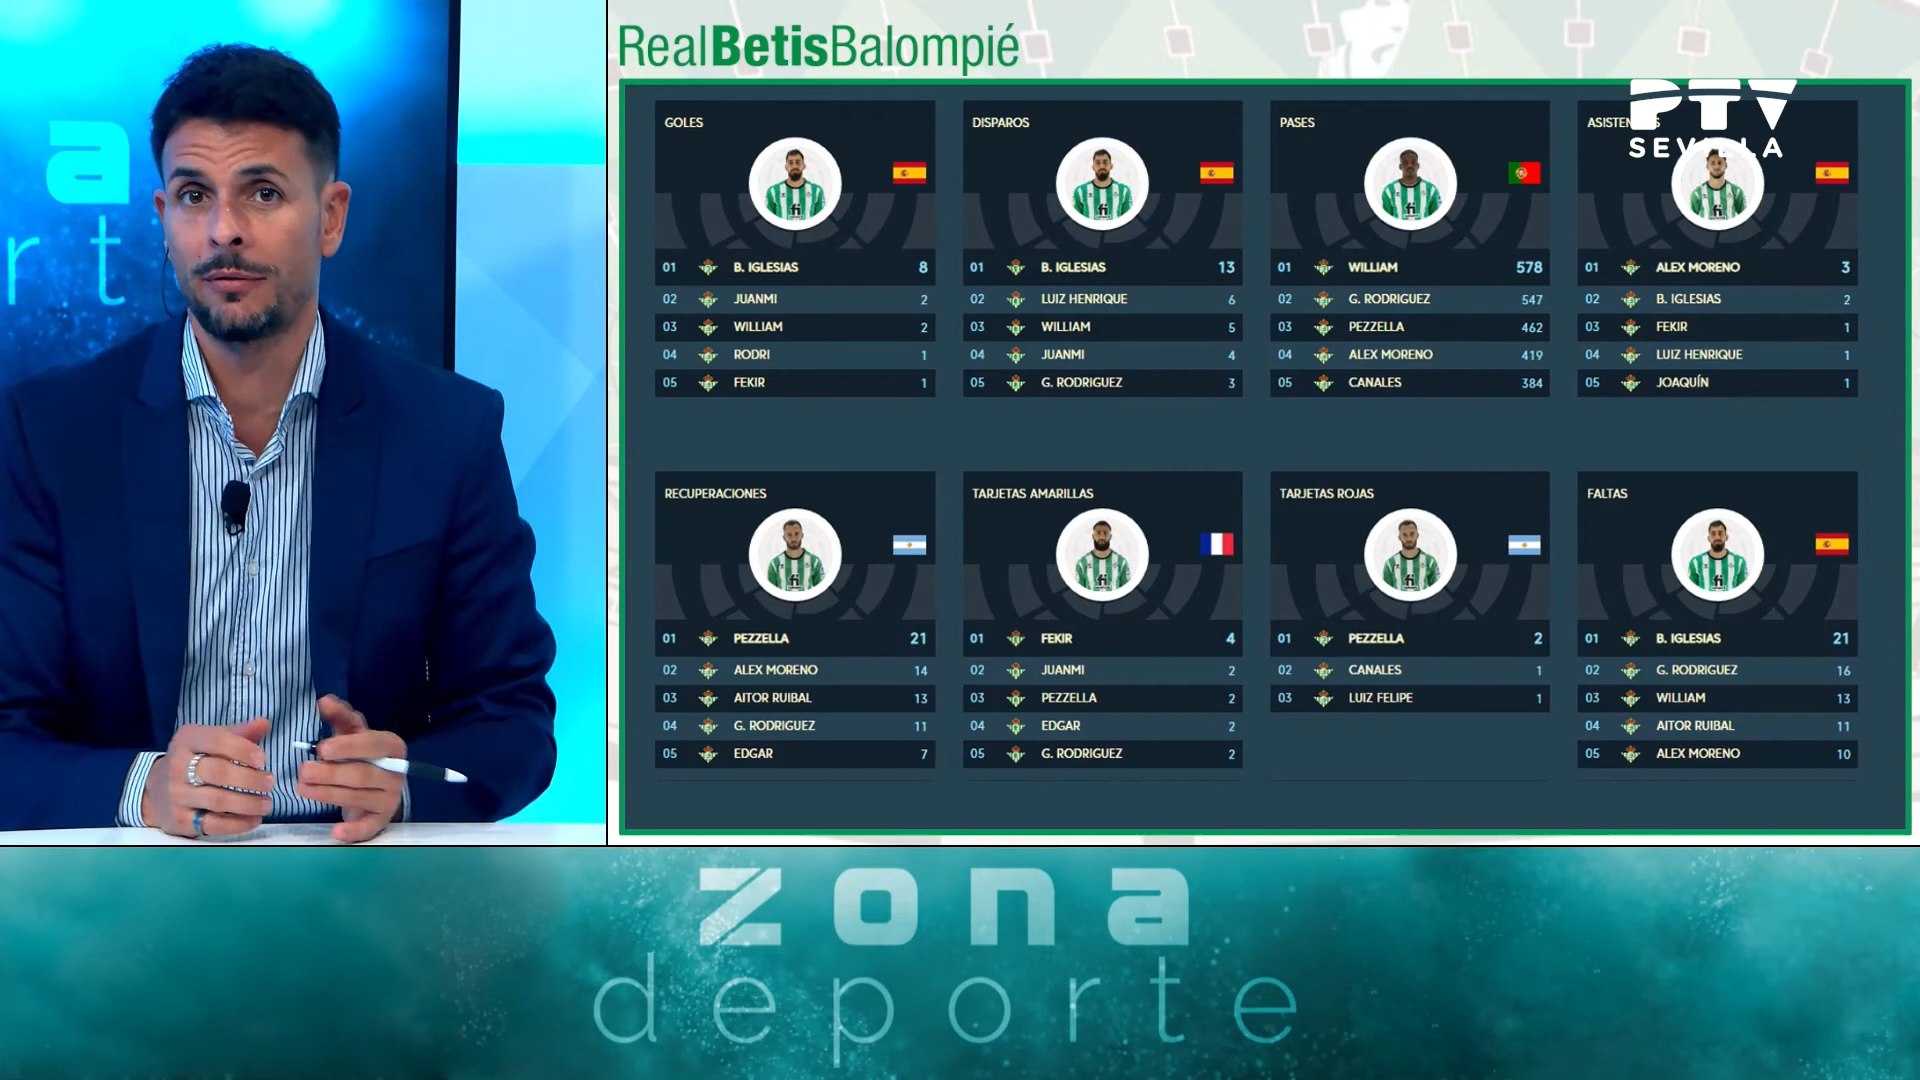 a
rt
RealBetisBalompié
PTV
SEVILLA
GOLES
01 B. IGLESIAS 8
02 JUANMI 2
03 WILLIAM 2
04 RODRI 1
05 FEKIR 1
DISPAROS
01 B. IGLESIAS 13
02 LUIZ HENRIQUE 6
03 WILLIAM 5
04 JUANMI 4
05 G. RODRIGUEZ 3
PASES
01 WILLIAM 578
02 G. RODRIGUEZ 547
03 PEZZELLA 462
04 ALEX MORENO 419
05 CANALES 384
01 ALEX MORENO 3
02 B. IGLESIAS 2
03 FEKIR 1
04 LUIZ HENRIQUE 1
05 JOAQUÍN 1
RECUPERACIONES
01 PEZZELLA 21
02 ALEX MORENO 14
03 AITOR RUIBAL 13
04 G. RODRIGUEZ 11
05 EDGAR 7
TARJETAS AMARILLAS
01 FEKIR 4
02 JUANMI 2
03 PEZZELLA 2
04 EDGAR 2
05 G. RODRIGUEZ 2
TARJETAS ROJAS
01 PEZZELLA 2
02 CANALES 1
03 LUIZ FELIPE 1
FALTAS
01 B. IGLESIAS 21
02 G. RODRIGUEZ 16
03 WILLIAM 13
04 AITOR RUIBAL 11
05 ALEX MORENO 10
zona
deporte